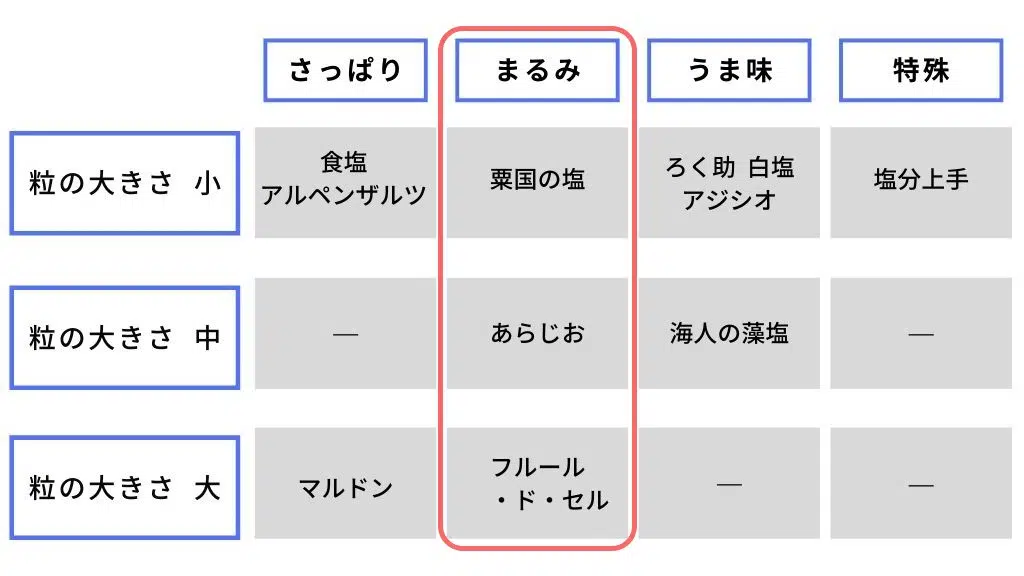 さっぱり
まるみ
うま味
特殊
粒の大きさ 小
食塩
アルペンザルツ
粟国の塩
ろく助 白塩
アジシオ
塩分上手
粒の大きさ 中
—
あらじお
海人の藻塩
—
粒の大きさ 大
マルドン
フルール
・ド・セル
—
—